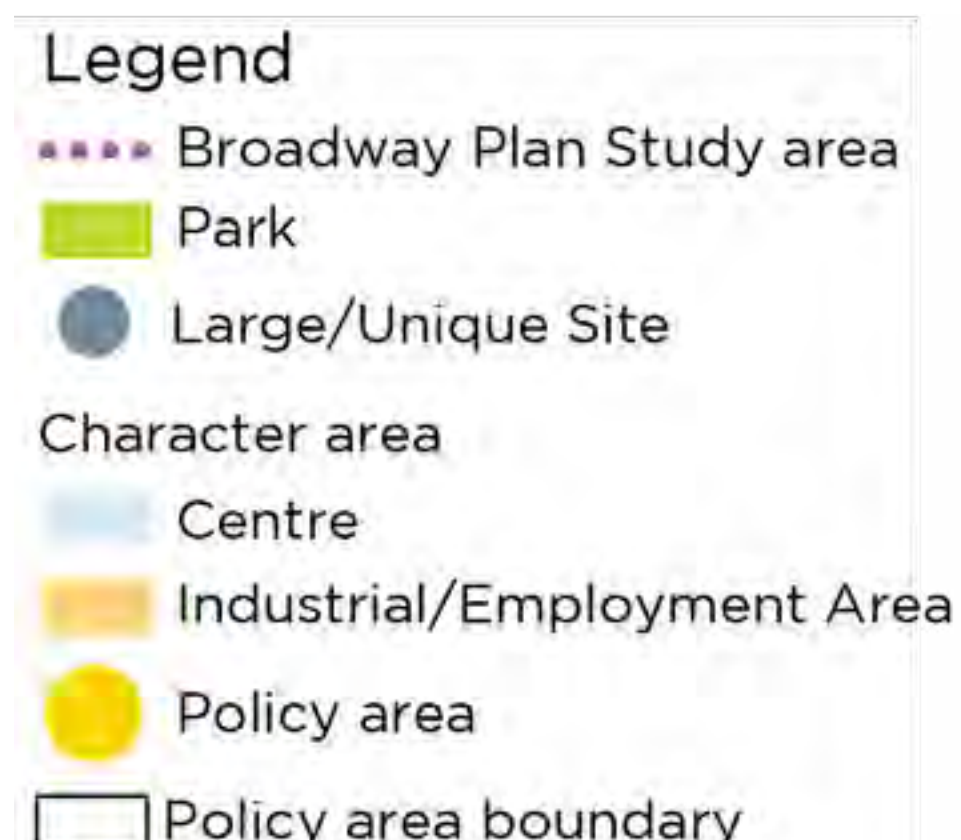 Legend
Broadway Plan Study area
Park
Large/Unique Site
Character area
Centre
Industrial/Employment Area
Policy area
Policy area boundary